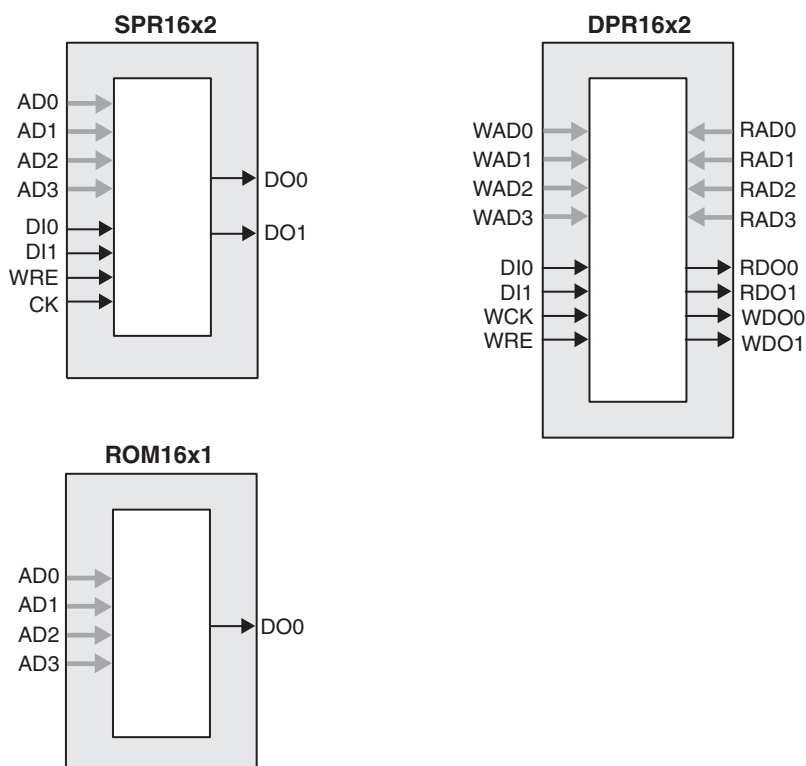 SPR16x2
AD0
AD1
AD2
AD3
DI0
DI1
WRE
CK
DO0
DO1
DPR16x2
WAD0
WAD1
WAD2
WAD3
DI0
DI1
WCK
WRE
RAD0
RAD1
RAD2
RAD3
RDO0
RDO1
WDO0
WDO1
ROM16x1
AD0
AD1
AD2
AD3
DO0